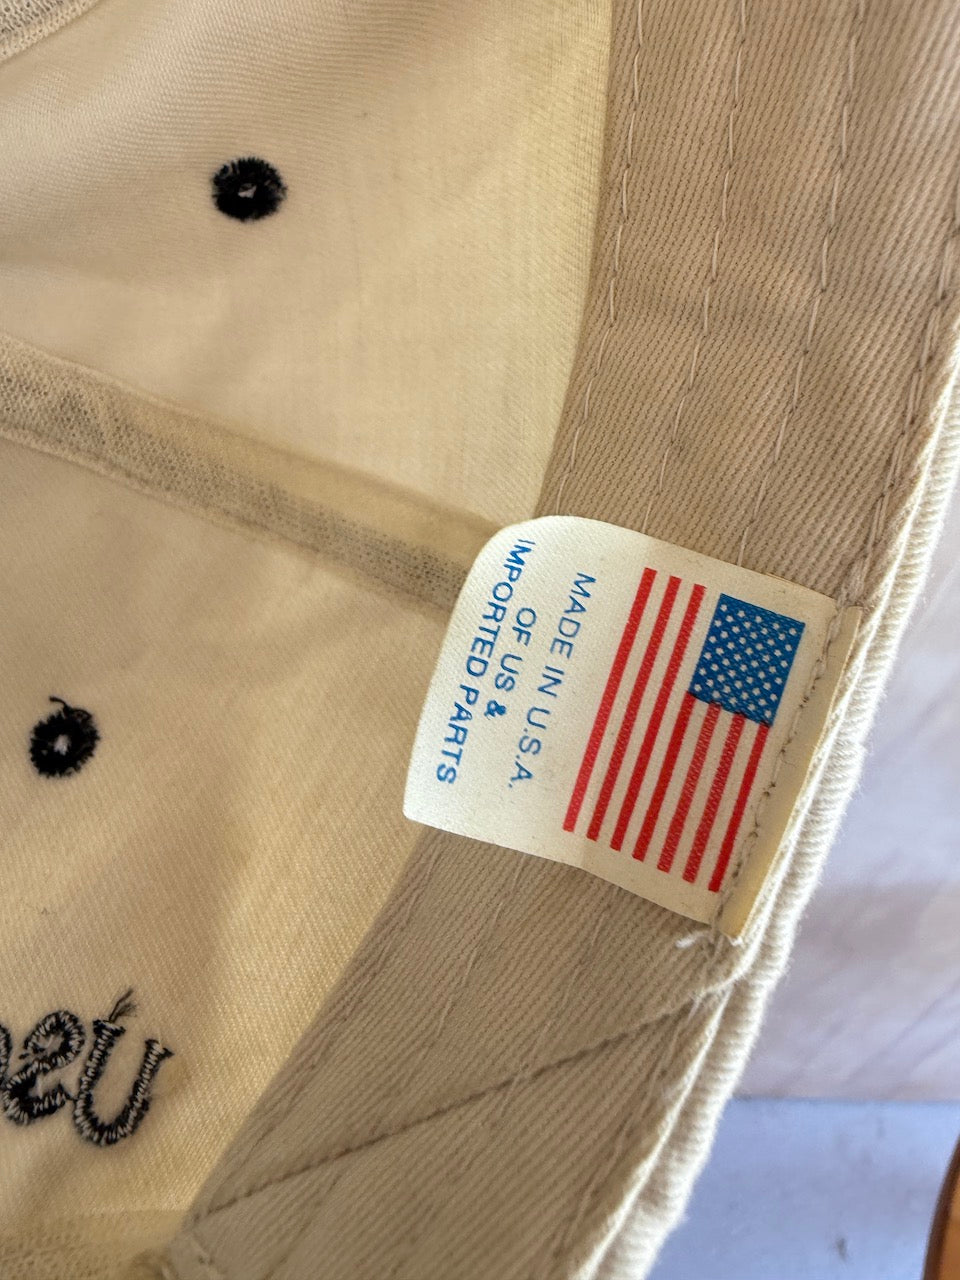 MADE IN U.S.A.
OF US &
IMPORTED PARTS